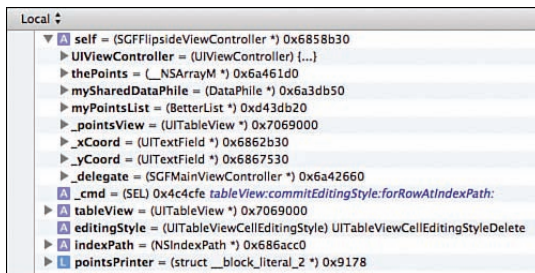 Local
A self = (SGFFlipsideViewController *) 0x6858b30
UIViewController = (UIViewController) {...}
thePoints = (__NSArrayM *) 0x6a461d0
mySharedDataPhile = (DataPhile *) 0x6a3db50
myPointsList = (BetterList *) 0xd43db20
_pointsView = (UITableView *) 0x7069000
_xCoord = (UITextField *) 0x6862b30
_yCoord = (UITextField *) 0x6867530
_delegate = (SGFMainViewController *) 0x6a42660
A _cmd = (SEL) 0x4c4cfe tableView:commitEditingStyle:forRowAtIndexPath:
A tableView = (UITableView *) 0x7069000
A editingStyle = (UITableViewCellEditingStyle) UITableViewCellEditingStyleDelete
A indexPath = (NSIndexPath *) 0x686acc0
L pointsPrinter = (struct __block_literal_2 *) 0x9178